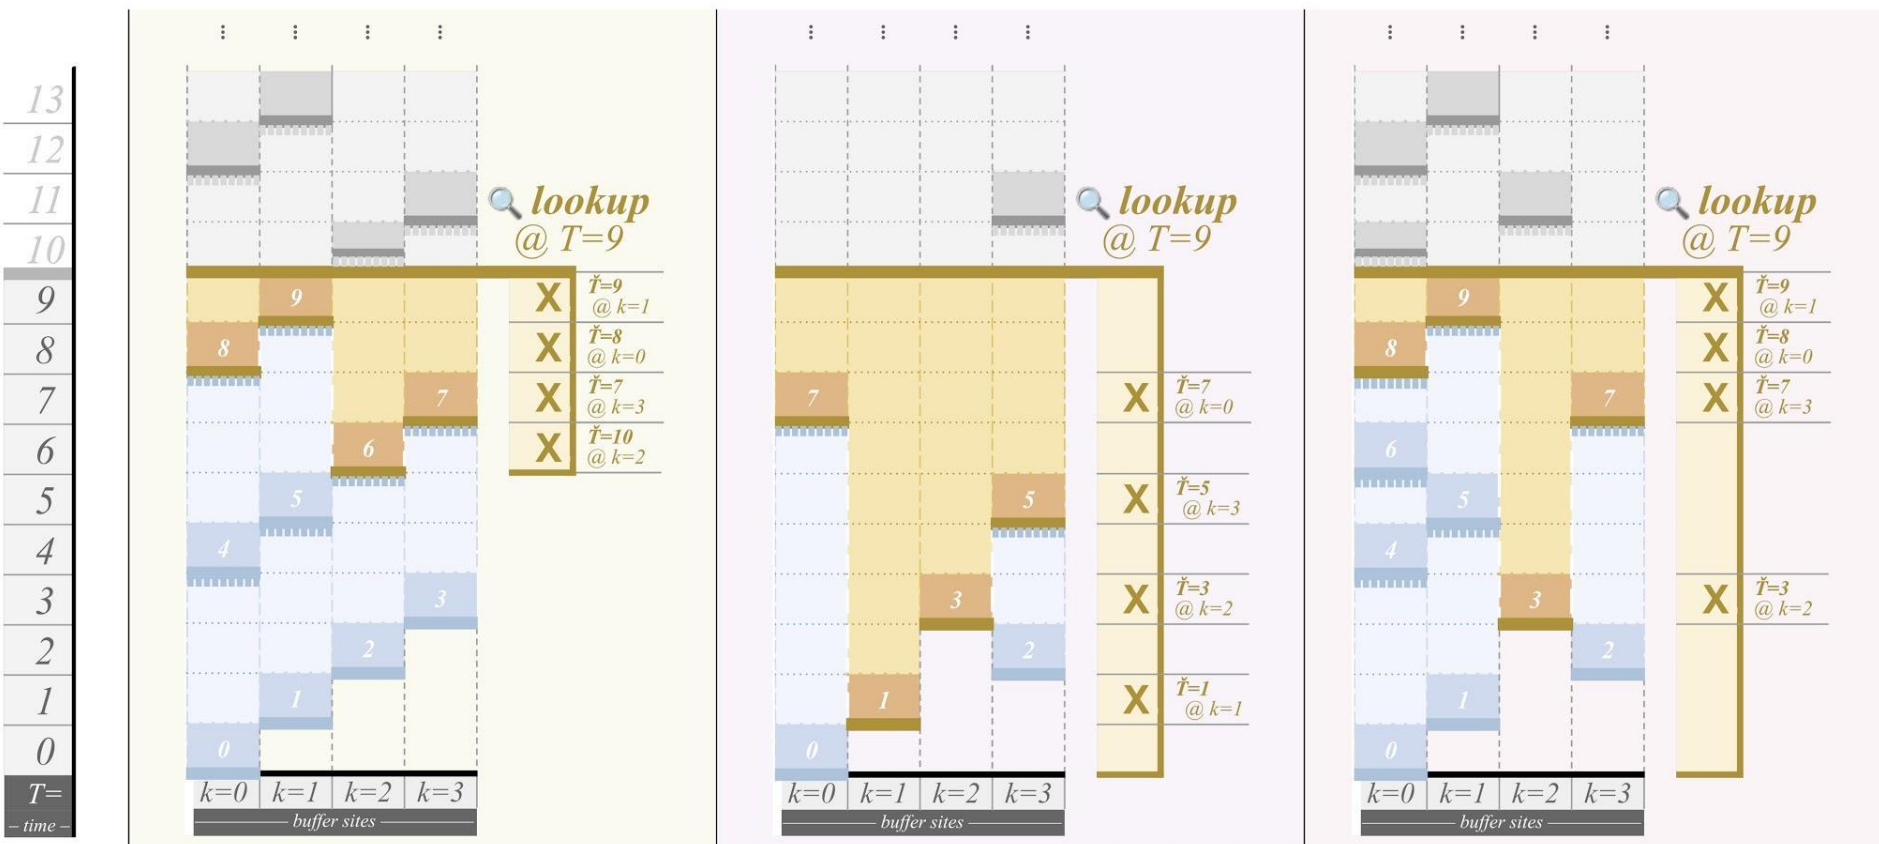 ⋮ ⋮ ⋮ ⋮
⋮ ⋮ ⋮ ⋮
⋮ ⋮ ⋮ ⋮
13
12
11
10
9
8
7
6
5
4
3
2
1
0
T=
– time –
lookup
@ T=9
9
8
7
6
5
4
3
2
1
0
Ť=9
@ k=1
Ť=8
@ k=0
Ť=7
@ k=3
Ť=10
@ k=2
X
X
X
X
k=0 k=1 k=2 k=3
buffer sites
lookup
@ T=9
7
5
3
2
1
0
X
X
X
X
Ť=7
@ k=0
Ť=5
@ k=3
Ť=3
@ k=2
Ť=1
@ k=1
k=0 k=1 k=2 k=3
buffer sites
lookup
@ T=9
9
8
7
6
5
4
3
2
1
0
X
X
X
X
Ť=9
@ k=1
Ť=8
@ k=0
Ť=7
@ k=3
Ť=3
@ k=2
k=0 k=1 k=2 k=3
buffer sites